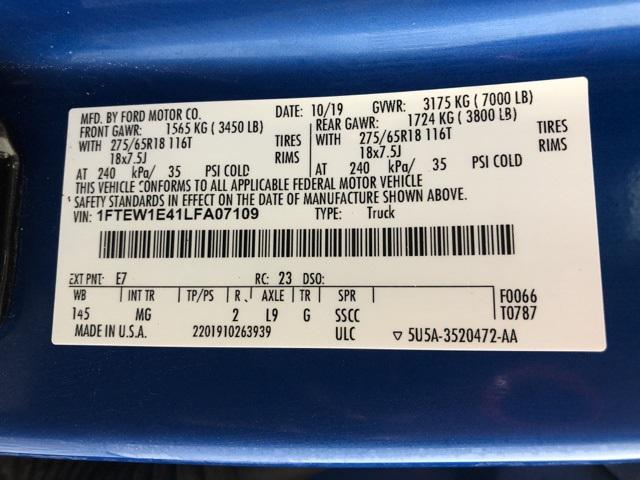 MFD. BY FORD MOTOR CO. DATE: 10/19 GVWR: 3175 KG ( 7000 LB)
FRONT GAWR: 1565 KG ( 3450 LB) REAR GAWR: 1724 KG ( 3800 LB)
WITH 275/65R18 116T TIRES WITH 275/65R18 116T TIRES
18x7.5J RIMS 18x7.5J RIMS
AT 240 kPa/ 35 PSI COLD AT 240 kPa/ 35 PSI COLD
THIS VEHICLE CONFORMS TO ALL APPLICABLE FEDERAL MOTOR VEHICLE
SAFETY STANDARDS IN EFFECT ON THE DATE OF MANUFACTURE SHOWN ABOVE.
VIN: 1FTEW1E41LFA07109 TYPE: Truck
EXT PNT: E7 RC: 23 DSO:
WB INT TR TP/PS R AXLE TR SPR F0066
145 MG 2 L9 G SSCC T0787
MADE IN U.S.A. 2201910263939 ULC ▽ 5U5A-3520472-AA